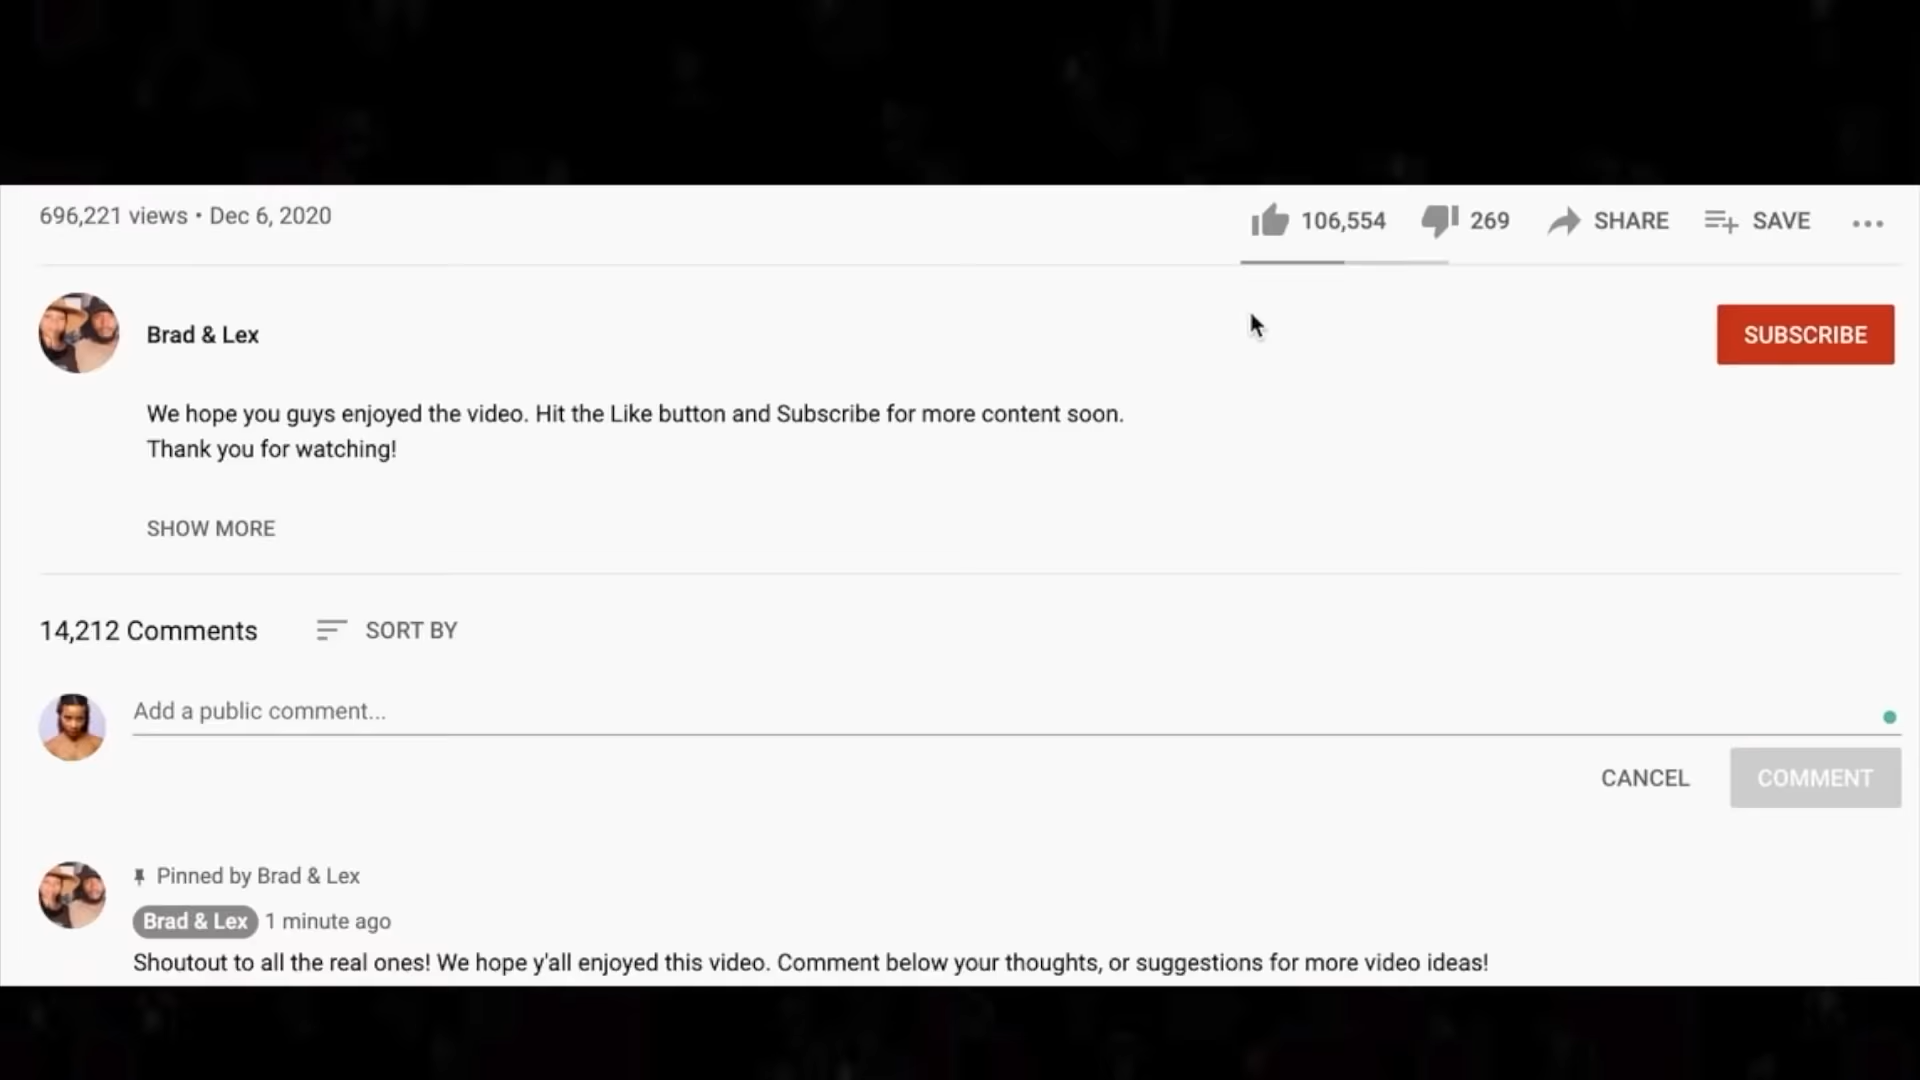 696,221 views • Dec 6, 2020
106,554
269
SHARE
SAVE
Brad & Lex
SUBSCRIBE
We hope you guys enjoyed the video. Hit the Like button and Subscribe for more content soon.
Thank you for watching!
SHOW MORE
14,212 Comments
SORT BY
Add a public comment...
CANCEL
COMMENT
Pinned by Brad & Lex
Brad & Lex 1 minute ago
Shoutout to all the real ones! We hope y'all enjoyed this video. Comment below your thoughts, or suggestions for more video ideas!